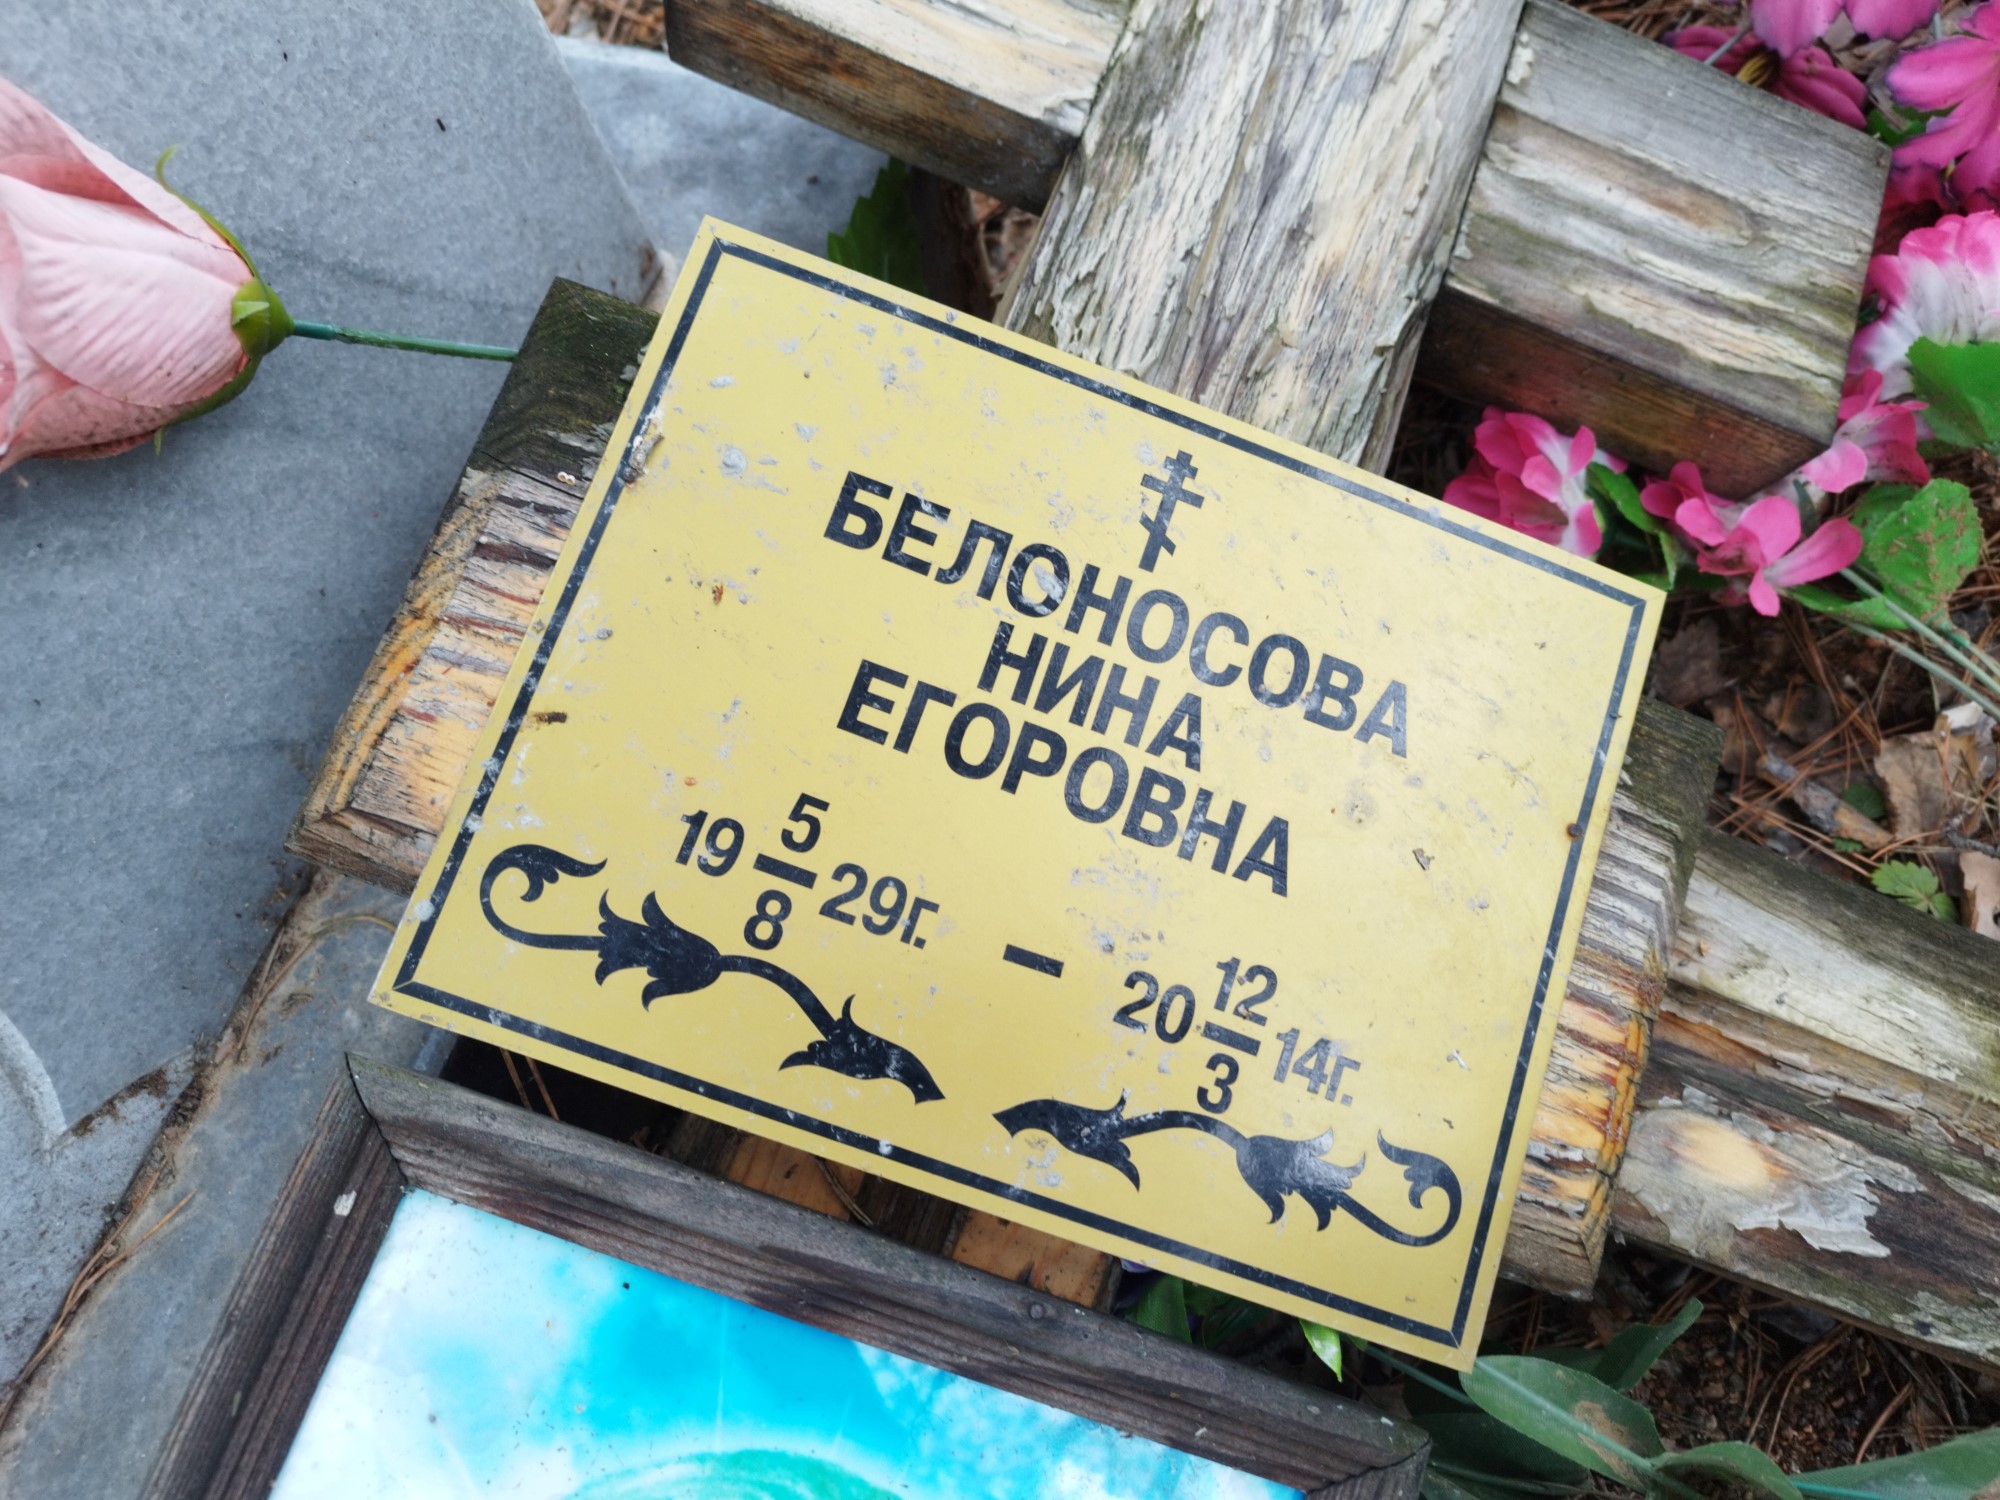 БЕЛОНОСОВА
НИНА
ЕГОРОВНА
19 5/8 29г. – 20 12/3 14г.